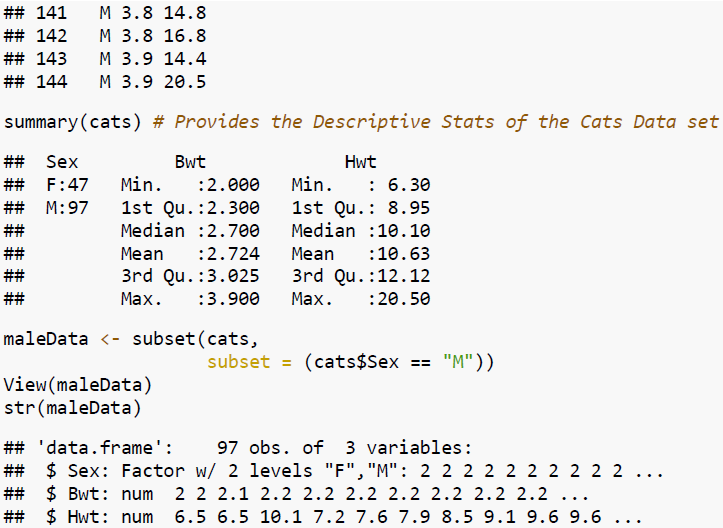 ## 141   M 3.8 14.8
## 142   M 3.8 16.8
## 143   M 3.9 14.4
## 144   M 3.9 20.5
summary(cats) # Provides the Descriptive Stats of the Cats Data set
##  Sex         Bwt             Hwt
##  F:47   Min.   :2.000   Min.   : 6.30
##  M:97   1st Qu.:2.300   1st Qu.: 8.95
##         Median :2.700   Median :10.10
##         Mean   :2.724   Mean   :10.63
##         3rd Qu.:3.025   3rd Qu.:12.12
##         Max.   :3.900   Max.   :20.50
maleData <- subset(cats,
                   subset = (cats$Sex == "M"))
View(maleData)
str(maleData)
## 'data.frame':    97 obs. of  3 variables:
##  $ Sex: Factor w/ 2 levels "F","M": 2 2 2 2 2 2 2 2 2 2 ...
##  $ Bwt: num  2 2 2.1 2.2 2.2 2.2 2.2 2.2 2.2 2.2 ...
##  $ Hwt: num  6.5 6.5 10.1 7.2 7.6 7.9 8.5 9.1 9.6 9.6 ...